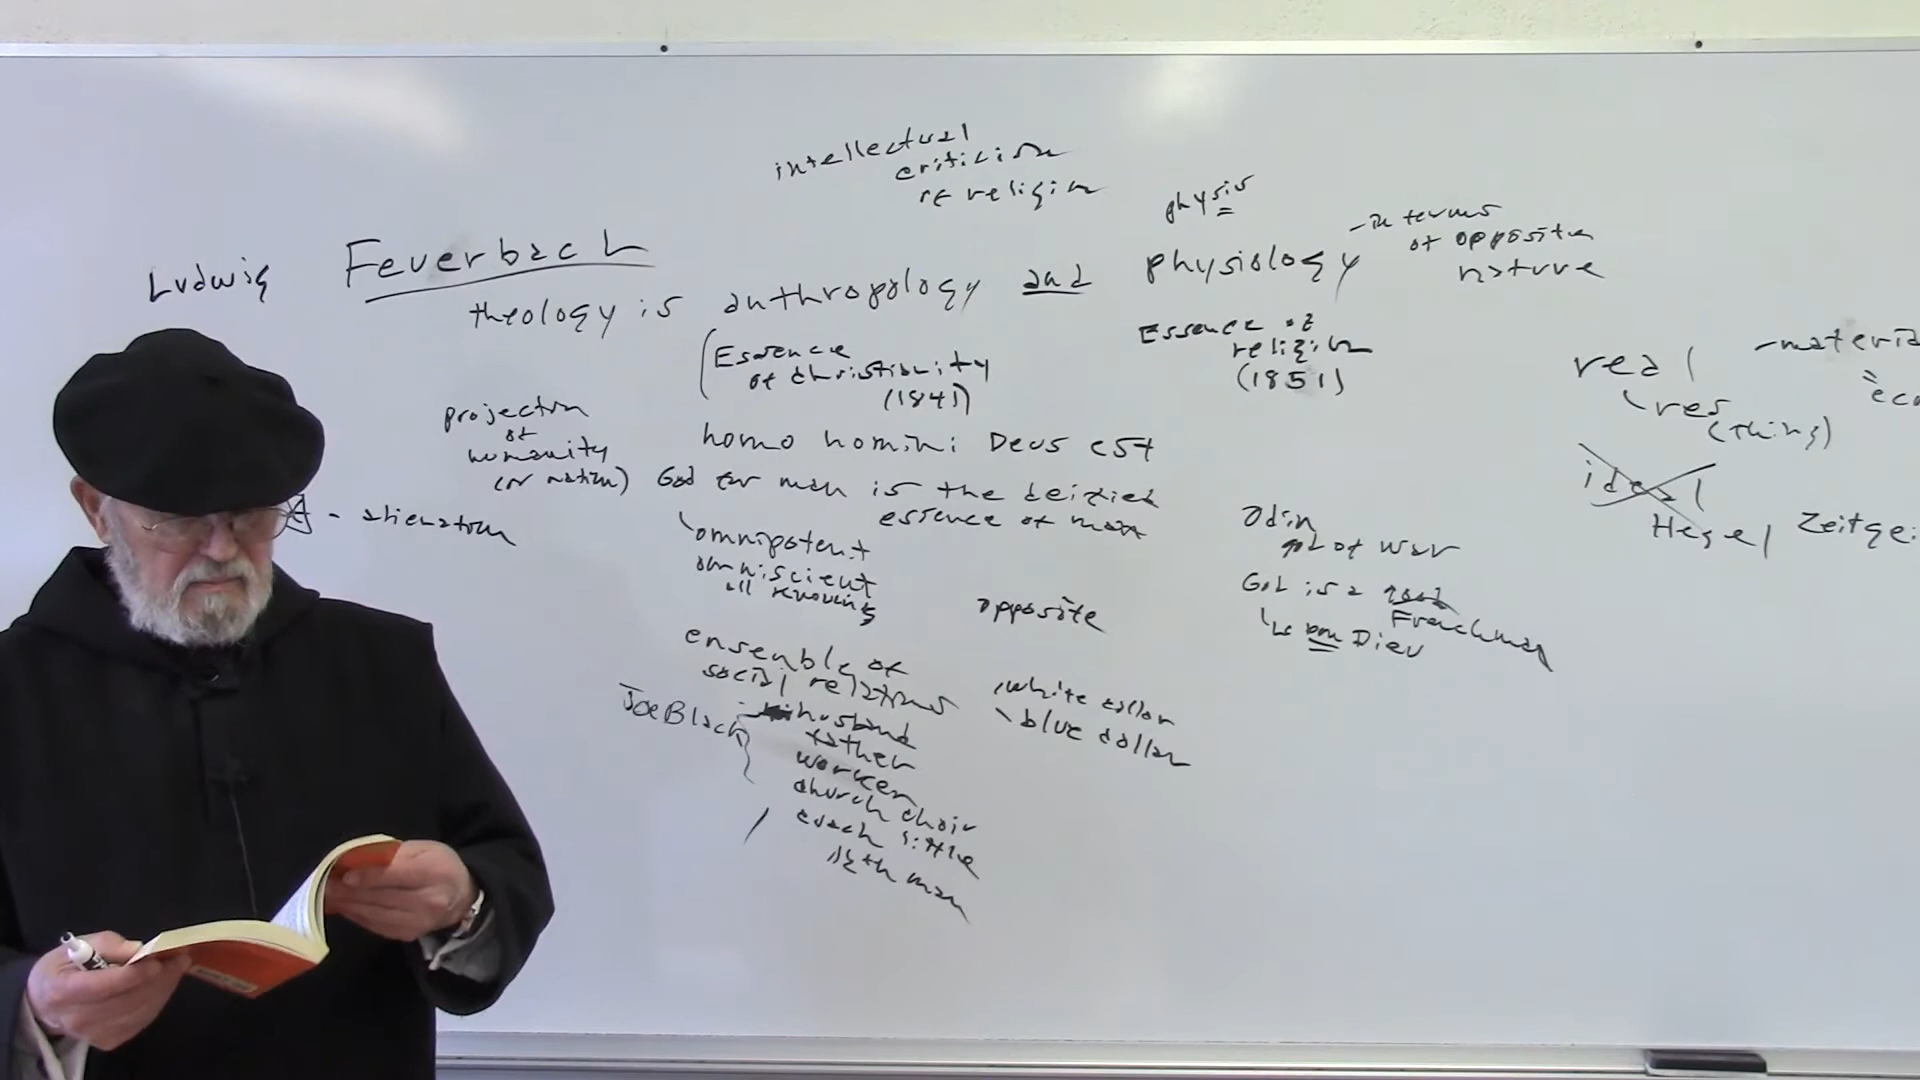 intellectual
criticism
of religion
physis
- in terms
of opposite
nature
Ludwig Feuerbach
theology is anthropology and physiology
Essence
of Christianity
(1841)
Essence of
religion
(1851)
real
- materia
= eco
res
(thing)
projection
of
humanity
(or nation)
- alienation
homo homini Deus est
God for man is the deified
essence of man
omnipotent
omniscient
all knowing
opposite
Odin
god of war
God is a good
Frenchman
Le bon Dieu
ideal
Hegel
Zeitge
ensemble of
social relations
Joe Black
husband
father
worker
church choir
coach little
white collar
blue collar